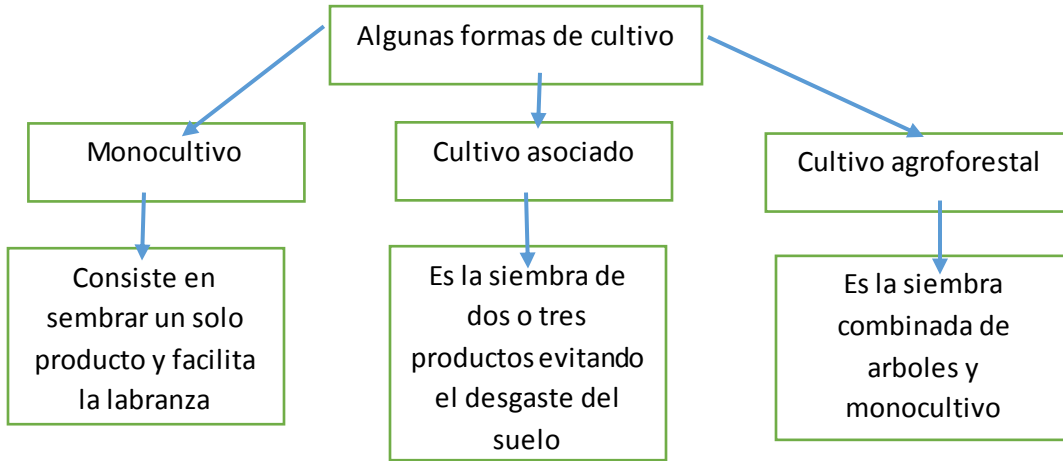 Algunas formas de cultivo
Monocultivo
Cultivo asociado
Cultivo agroforestal
Consiste en
sembrar un solo
producto y facilita
la labranza
Es la siembra de
dos o tres
productos evitando
el desgaste del
suelo
Es la siembra
combinada de
arboles y
monocultivo